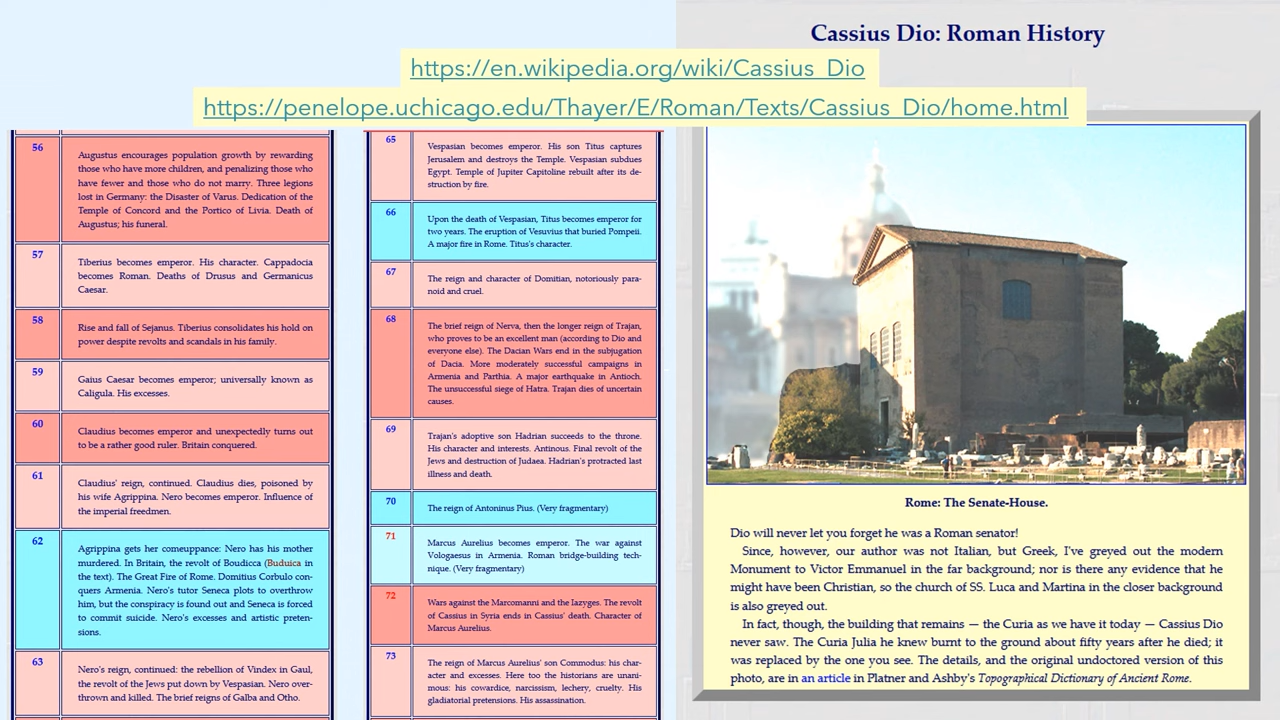 Cassius Dio: Roman History
https://en.wikipedia.org/wiki/Cassius_Dio
https://penelope.uchicago.edu/Thayer/E/Roman/Texts/Cassius_Dio/home.html
56
Augustus encourages population growth by rewarding
those who have more children, and penalizing those who
have fewer and those who do not marry. Three legions
lost in Germany: the Disaster of Varus. Dedication of the
Temple of Concord and the Portico of Livia. Death of
Augustus; his funeral.
57
Tiberius becomes emperor. His character. Cappadocia
becomes Roman. Deaths of Drusus and Germanicus
Caesar.
58
Rise and fall of Sejanus. Tiberius consolidates his hold on
power despite revolts and scandals in his family.
59
Gaius Caesar becomes emperor; universally known as
Caligula. His excesses.
60
Claudius becomes emperor and unexpectedly turns out
to be a rather good ruler. Britain conquered.
61
Claudius' reign, continued. Claudius dies, poisoned by
his wife Agrippina. Nero becomes emperor. Influence of
the imperial freedmen.
62
Agrippina gets her comeuppance: Nero has his mother
murdered. In Britain, the revolt of Boudicca (Buduica in
the text). The Great Fire of Rome. Domitius Corbulo con-
quers Armenia. Nero's tutor Seneca plots to overthrow
him, but the conspiracy is found out and Seneca is forced
to commit suicide. Nero's excesses and artistic preten-
sions.
63
Nero's reign, continued: the rebellion of Vindex in Gaul,
the revolt of the Jews put down by Vespasian. Nero over-
thrown and killed. The brief reigns of Galba and Otho.
65
Vespasian becomes emperor. His son Titus captures
Jerusalem and destroys the Temple. Vespasian subdues
Egypt. Temple of Jupiter Capitoline rebuilt after its de-
struction by fire.
66
Upon the death of Vespasian, Titus becomes emperor for
two years. The eruption of Vesuvius that buried Pompeii.
A major fire in Rome. Titus's character.
67
The reign and character of Domitian, notoriously para-
noid and cruel.
68
The brief reign of Nerva, then the longer reign of Trajan,
who proves to be an excellent man (according to Dio and
everyone else). The Dacian Wars end in the subjugation
of Dacia. More moderately successful campaigns in
Armenia and Parthia. A major earthquake in Antioch.
The unsuccessful siege of Hatra. Trajan dies of uncertain
causes.
69
Trajan's adoptive son Hadrian succeeds to the throne.
His character and interests. Antinous. Final revolt of the
Jews and destruction of Judaea. Hadrian's protracted last
illness and death.
70
The reign of Antoninus Pius. (Very fragmentary)
71
Marcus Aurelius becomes emperor. The war against
Vologaesus in Armenia. Roman bridge-building tech-
nique. (Very fragmentary)
72
Wars against the Marcomanni and the Iazyges. The revolt
of Cassius in Syria ends in Cassius' death. Character of
Marcus Aurelius.
73
The reign of Marcus Aurelius' son Commodus: his char-
acter and excesses. Here too the historians are unani-
mous: his cowardice, narcissism, lechery, cruelty. His
gladiatorial pretensions. His assassination.
Rome: The Senate-House.
Dio will never let you forget he was a Roman senator!
Since, however, our author was not Italian, but Greek, I've greyed out the modern
Monument to Victor Emmanuel in the far background; nor is there any evidence that he
might have been Christian, so the church of SS. Luca and Martina in the closer background
is also greyed out.
In fact, though, the building that remains — the Curia as we have it today — Cassius Dio
never saw. The Curia Julia he knew burnt to the ground about fifty years after he died; it
was replaced by the one you see. The details, and the original undoctored version of this
photo, are in an article in Platner and Ashby's Topographical Dictionary of Ancient Rome.